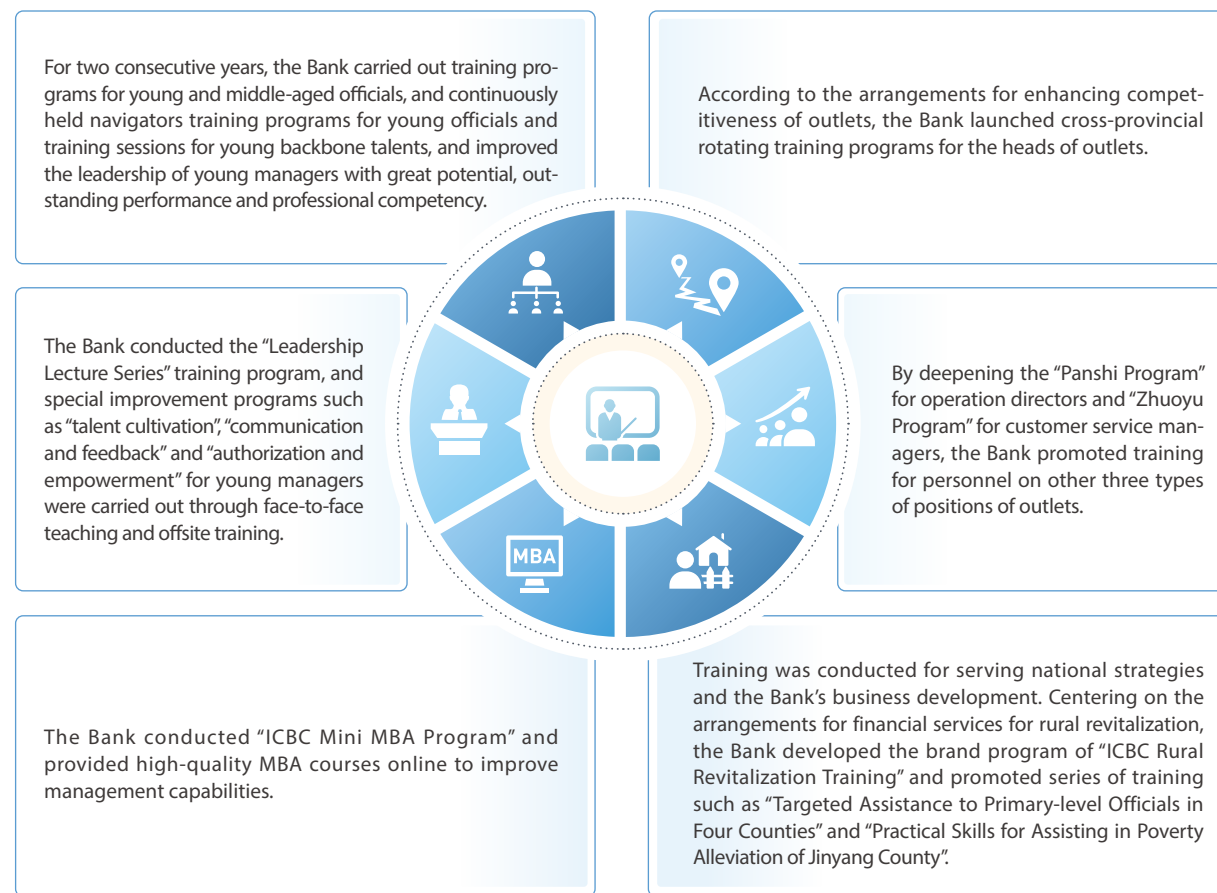 For two consecutive years, the Bank carried out training pro-
grams for young and middle-aged officials, and continuously
held navigators training programs for young officials and
training sessions for young backbone talents, and improved
the leadership of young managers with great potential, out-
standing performance and professional competency.
According to the arrangements for enhancing compet-
itiveness of outlets, the Bank launched cross-provincial
rotating training programs for the heads of outlets.
The Bank conducted the “Leadership
Lecture Series” training program, and
special improvement programs such
as “talent cultivation”, “communication
and feedback” and “authorization and
empowerment” for young managers
were carried out through face-to-face
teaching and offsite training.
By deepening the “Panshi Program”
for operation directors and “Zhuoyu
Program” for customer service man-
agers, the Bank promoted training
for personnel on other three types
of positions of outlets.
MBA
The Bank conducted “ICBC Mini MBA Program” and
provided high-quality MBA courses online to improve
management capabilities.
Training was conducted for serving national strategies
and the Bank’s business development. Centering on the
arrangements for financial services for rural revitalization,
the Bank developed the brand program of “ICBC Rural
Revitalization Training” and promoted series of training
such as “Targeted Assistance to Primary-level Officials in
Four Counties” and “Practical Skills for Assisting in Poverty
Alleviation of Jinyang County”.